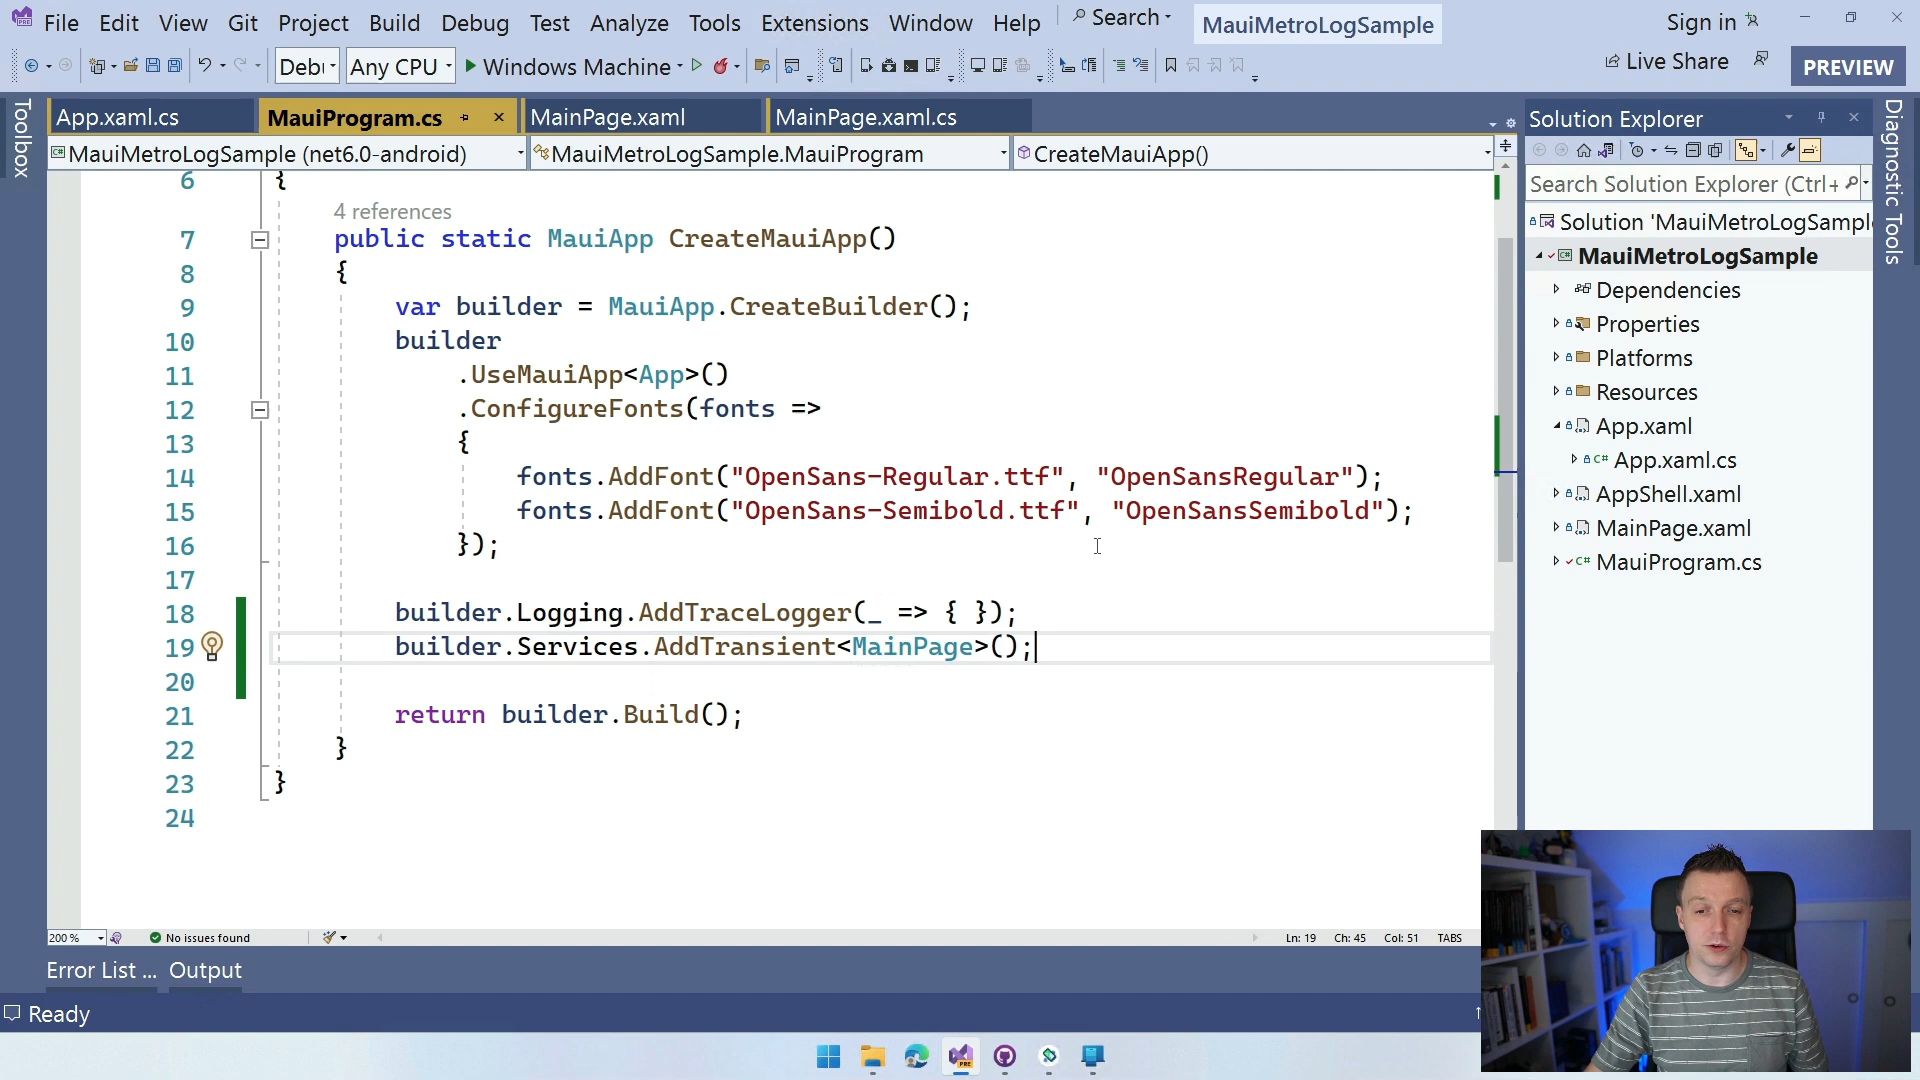 File Edit View Git Project Build Debug Test Analyze Tools Extensions Window Help Search MauiMetroLogSample Sign in
Any CPU Windows Machine Live Share PREVIEW
Toolbox
App.xaml.cs MauiProgram.cs MainPage.xaml MainPage.xaml.cs
MauiMetroLogSample (net6.0-android) MauiMetroLogSample.MauiProgram CreateMauiApp()
6 {
4 references
7 public static MauiApp CreateMauiApp()
8 {
9 var builder = MauiApp.CreateBuilder();
10 builder
11 .UseMauiApp<App>()
12 .ConfigureFonts(fonts =>
13 {
14 fonts.AddFont("OpenSans-Regular.ttf", "OpenSansRegular");
15 fonts.AddFont("OpenSans-Semibold.ttf", "OpenSansSemibold");
16 });
17
18 builder.Logging.AddTraceLogger(_ => { });
19 builder.Services.AddTransient<MainPage>();
20
21 return builder.Build();
22 }
23 }
24
200 % No issues found Ln: 19 Ch: 45 Col: 51 TABS
Error List ... Output
Ready
Solution Explorer
Search Solution Explorer (Ctrl+
Solution 'MauiMetroLogSample
MauiMetroLogSample
Dependencies
Properties
Platforms
Resources
App.xaml
App.xaml.cs
AppShell.xaml
MainPage.xaml
MauiProgram.cs
Diagnostic Tools